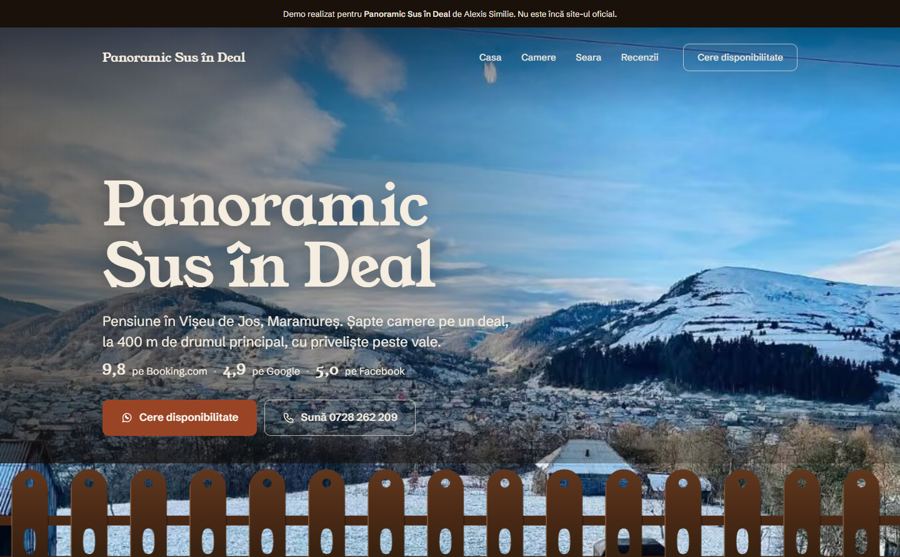 Demo realizat pentru Panoramic Sus în Deal de Alexis Similie. Nu este încă site-ul oficial.
Panoramic Sus în Deal
Casa Camere Seara Recenzii Cere disponibilitate
Panoramic
Sus în Deal
Pensiune în Vișeu de Jos, Maramureș. Șapte camere pe un deal,
la 400 m de drumul principal, cu priveliște peste vale.
9,8 pe Booking.com · 4,9 pe Google 5,0 pe Facebook
Cere disponibilitate Sună 0728 262 209